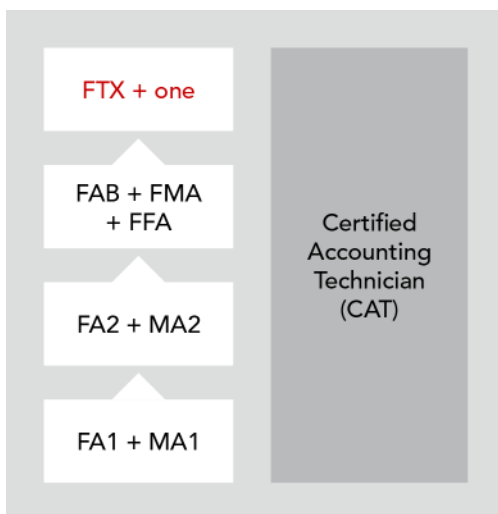 FTX + one
FAB + FMA
+ FFA
FA2 + MA2
FA1 + MA1
Certified
Accounting
Technician
(CAT)